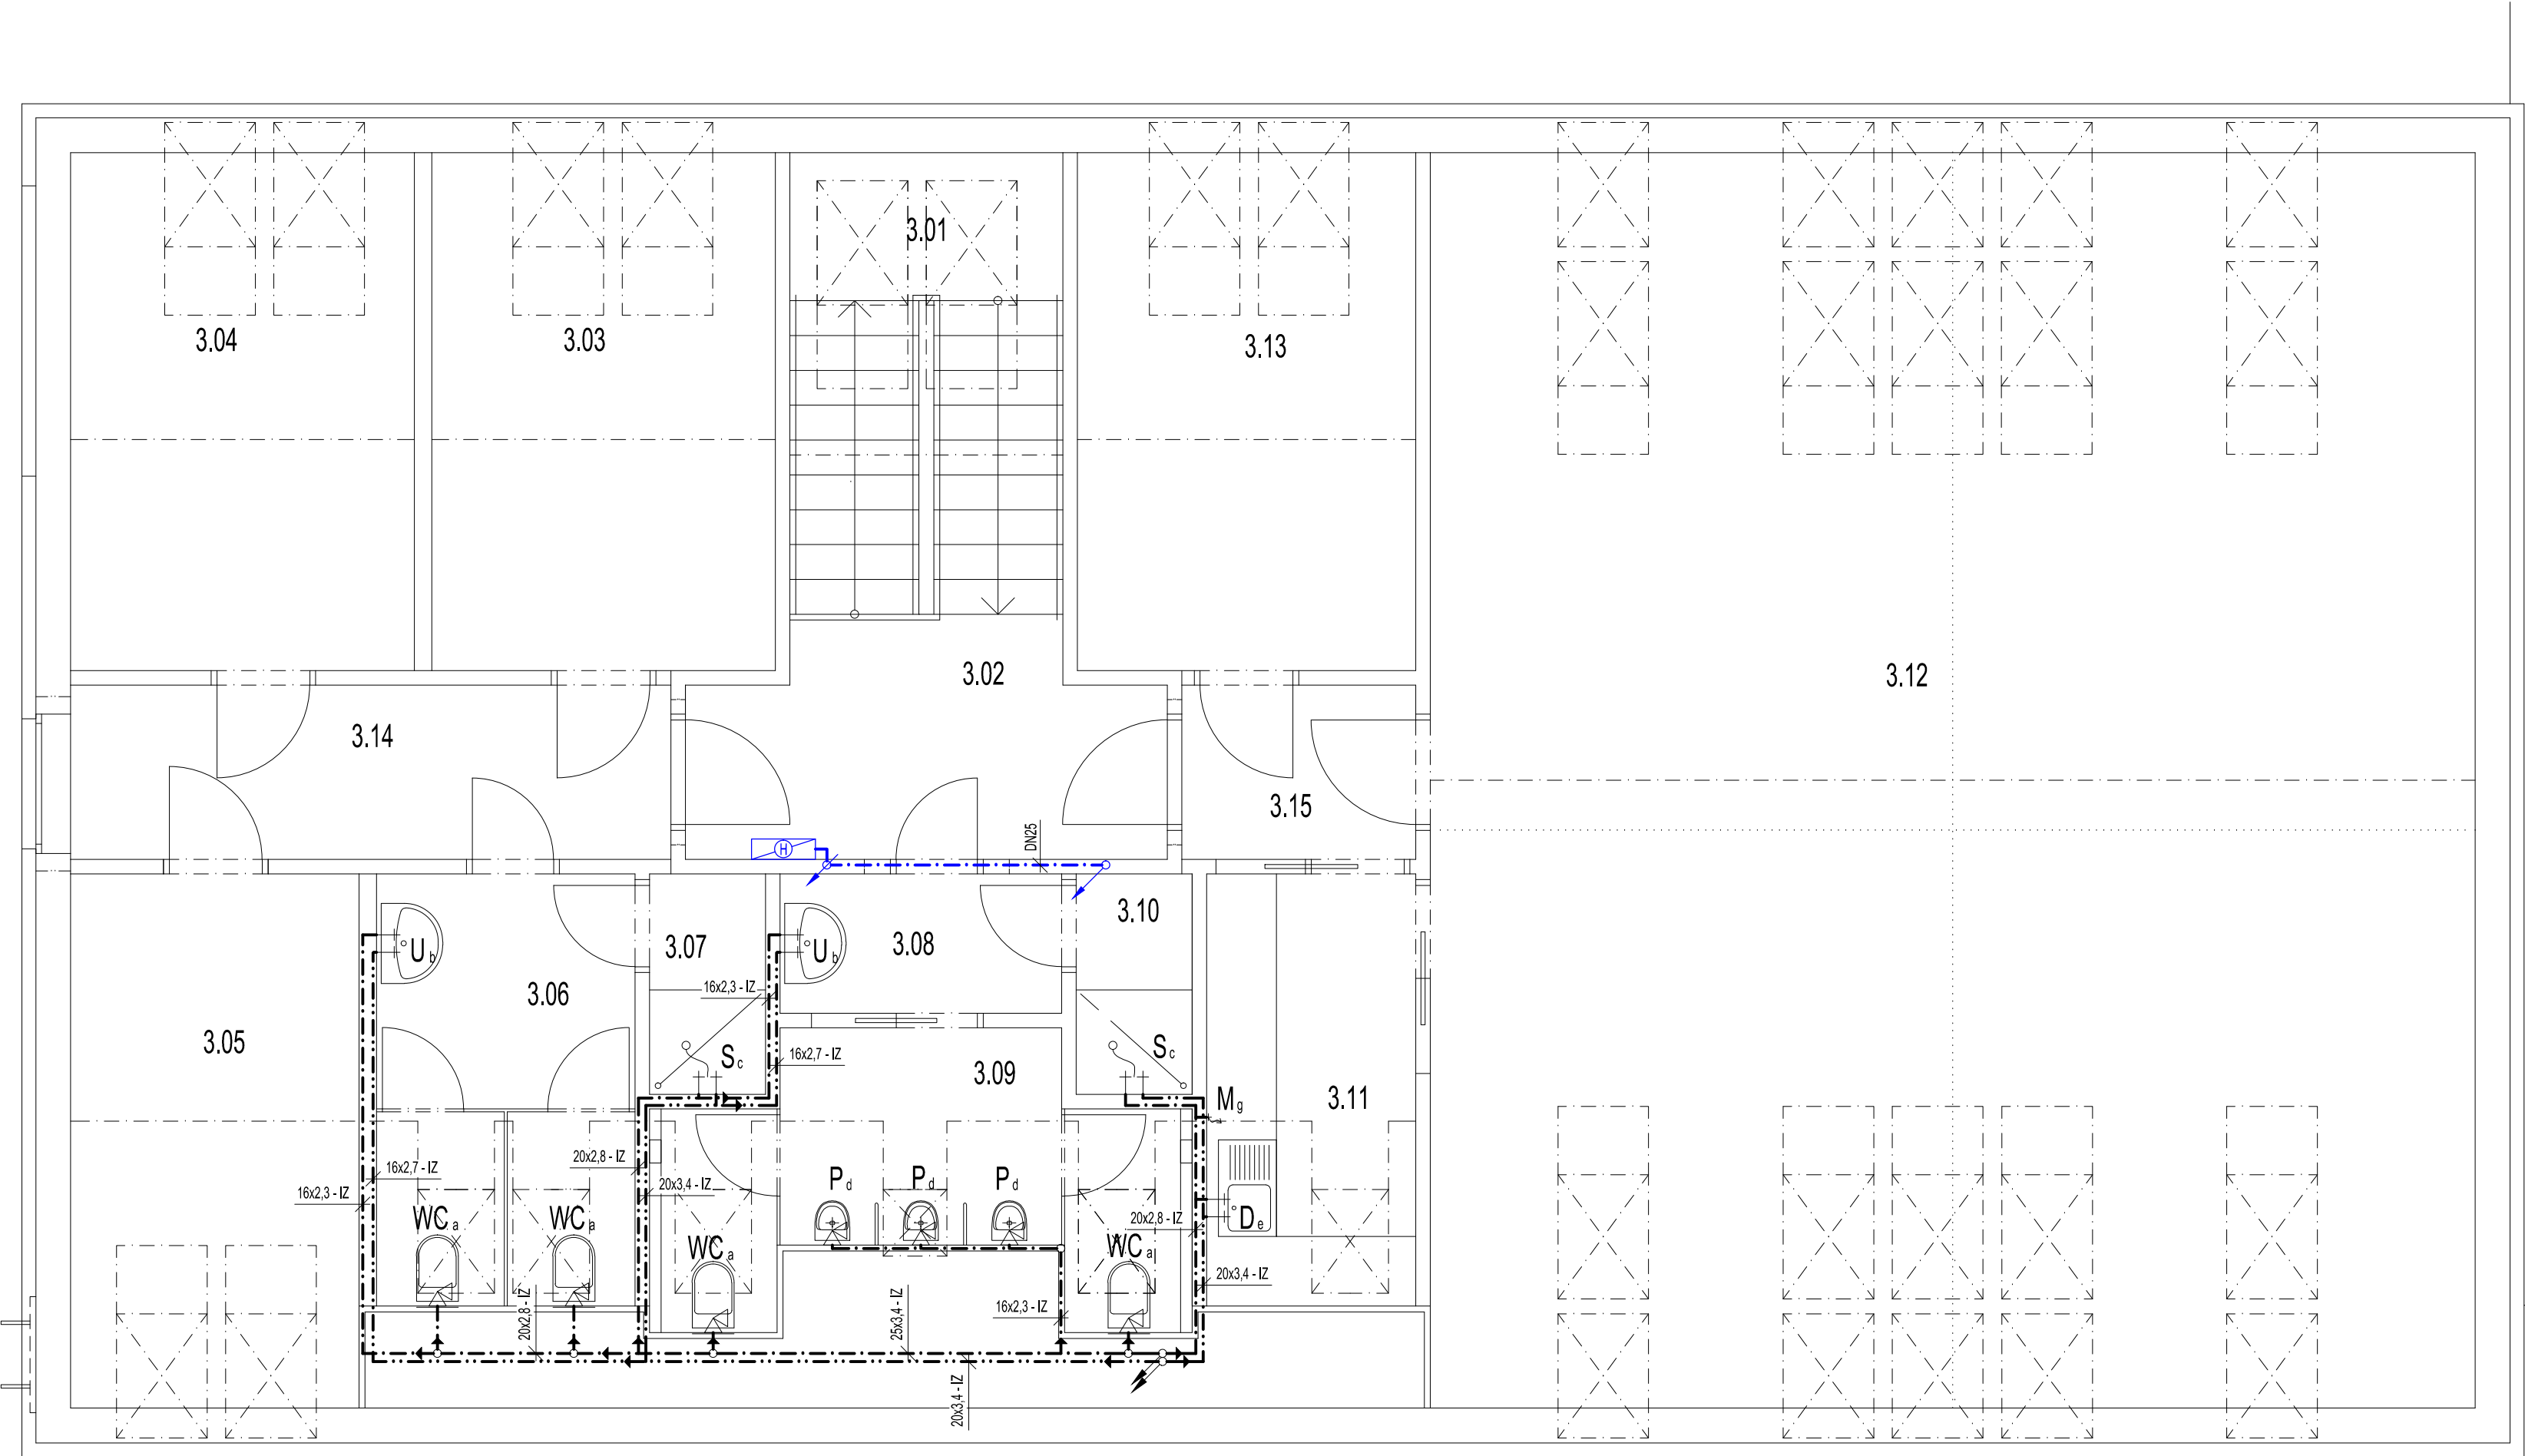 3.01
3.04
3.03
3.13
3.02
3.12
3.14
3.15
DN25
H
3.10
3.07
3.08
U b
U b
3.06
16x2,3 - IZ
3.05
S c
16x2,7 - IZ
3.09
S c
M g
3.11
20x2,8 - IZ
16x2,7 - IZ
16x2,3 - IZ
20x3,4 - IZ
P d
P d
P d
WC a
WC a
WC a
WC a
20x2,8 - IZ
D e
20x3,4 - IZ
20x2,8 - IZ
25x3,4 - IZ
16x2,3 - IZ
20x3,4 - IZ